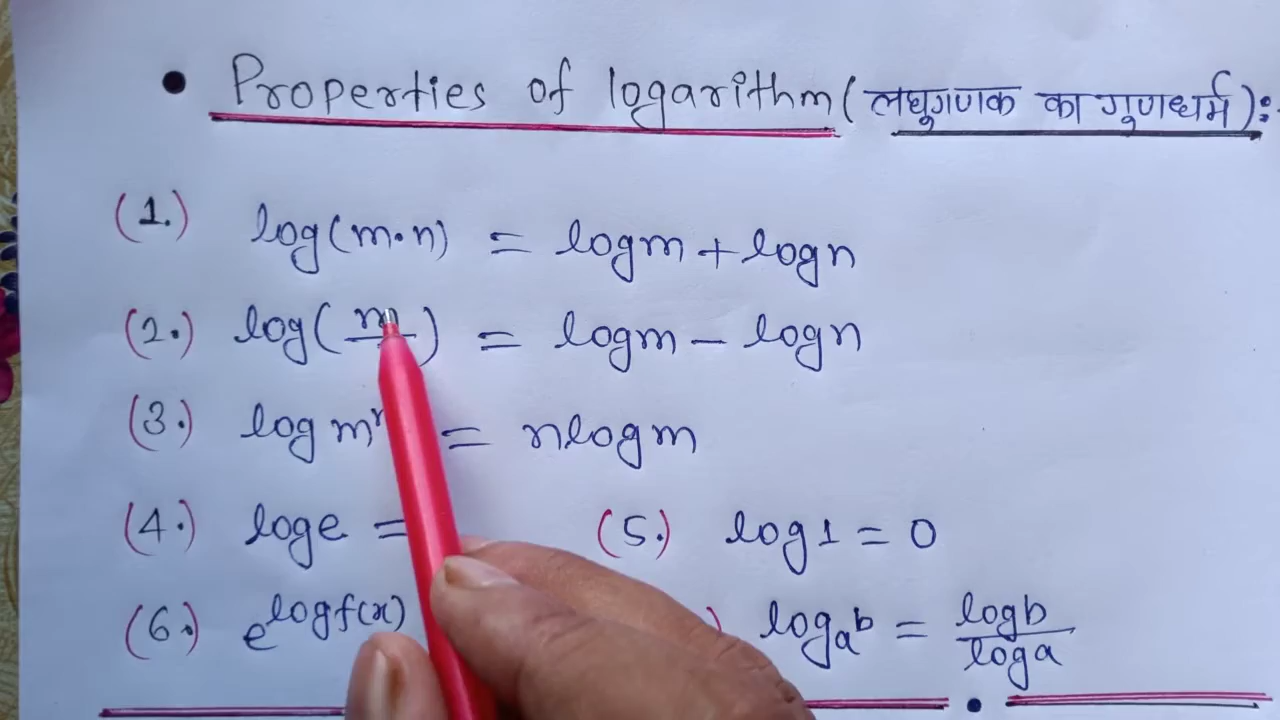 • Properties of logarithm (लघुगणक का गुणधर्म):-
(1.) log(m·n) = logm + logn
(2.) log(m/) = logm - logn
(3.) log mⁿ = nlogm
(4.) loge = (5.) log1 = 0
(6.) e^logf(x) ) logₐb = logb/loga